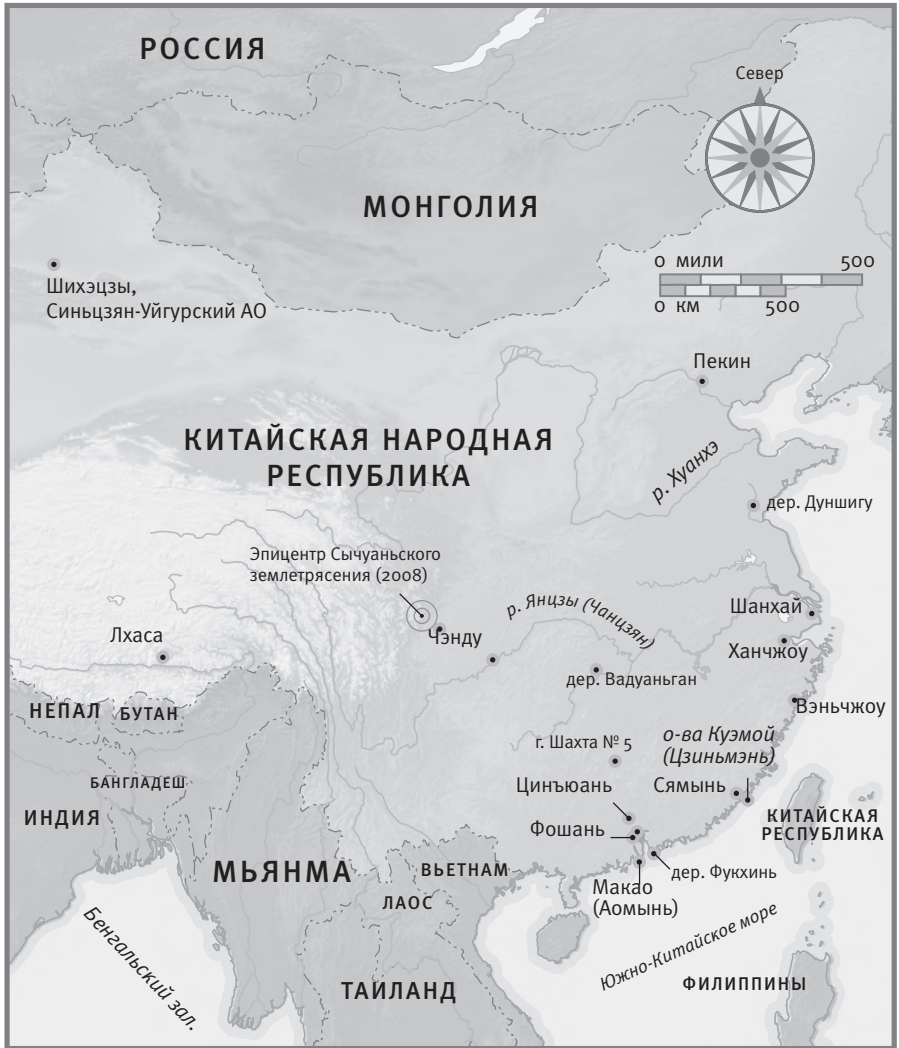 РОССИЯ
Север
МОНГОЛИЯ
0 мили 500
0 км 500
Шихэцзы,
Синьцзян-Уйгурский АО
Пекин
КИТАЙСКАЯ НАРОДНАЯ
РЕСПУБЛИКА
р. Хуанхэ
дер. Дуншигу
Эпицентр Сычуаньского
землетрясения (2008)
р. Янцзы (Чанцзян)
Шанхай
Чэнду
Лхаса
Ханчжоу
дер. Вадуаньган
НЕПАЛ
БУТАН
Вэньчжоу
о-ва Куэмой
(Цзиньмэнь)
г. Шахта № 5
БАНГЛАДЕШ
Цинъюань
Сямынь
ИНДИЯ
КИТАЙСКАЯ
РЕСПУБЛИКА
Фошань
МЬЯНМА
ВЬЕТНАМ
дер. Фукхинь
Макао
(Аомынь)
ЛАОС
Бенгальский зал.
Южно-Китайское море
ТАИЛАНД
ФИЛИППИНЫ